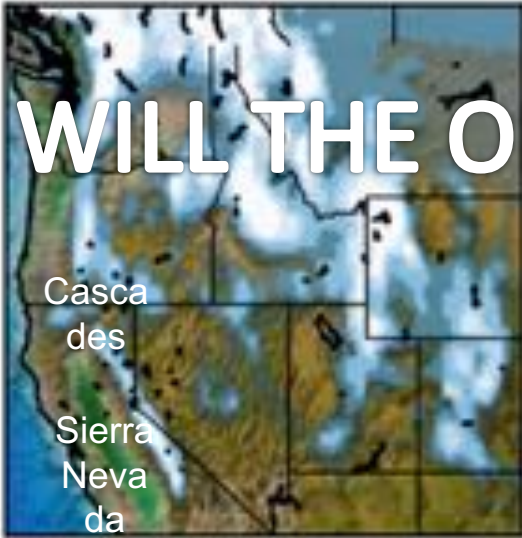 WILL THE O
Casca
des
Sierra
Neva
da